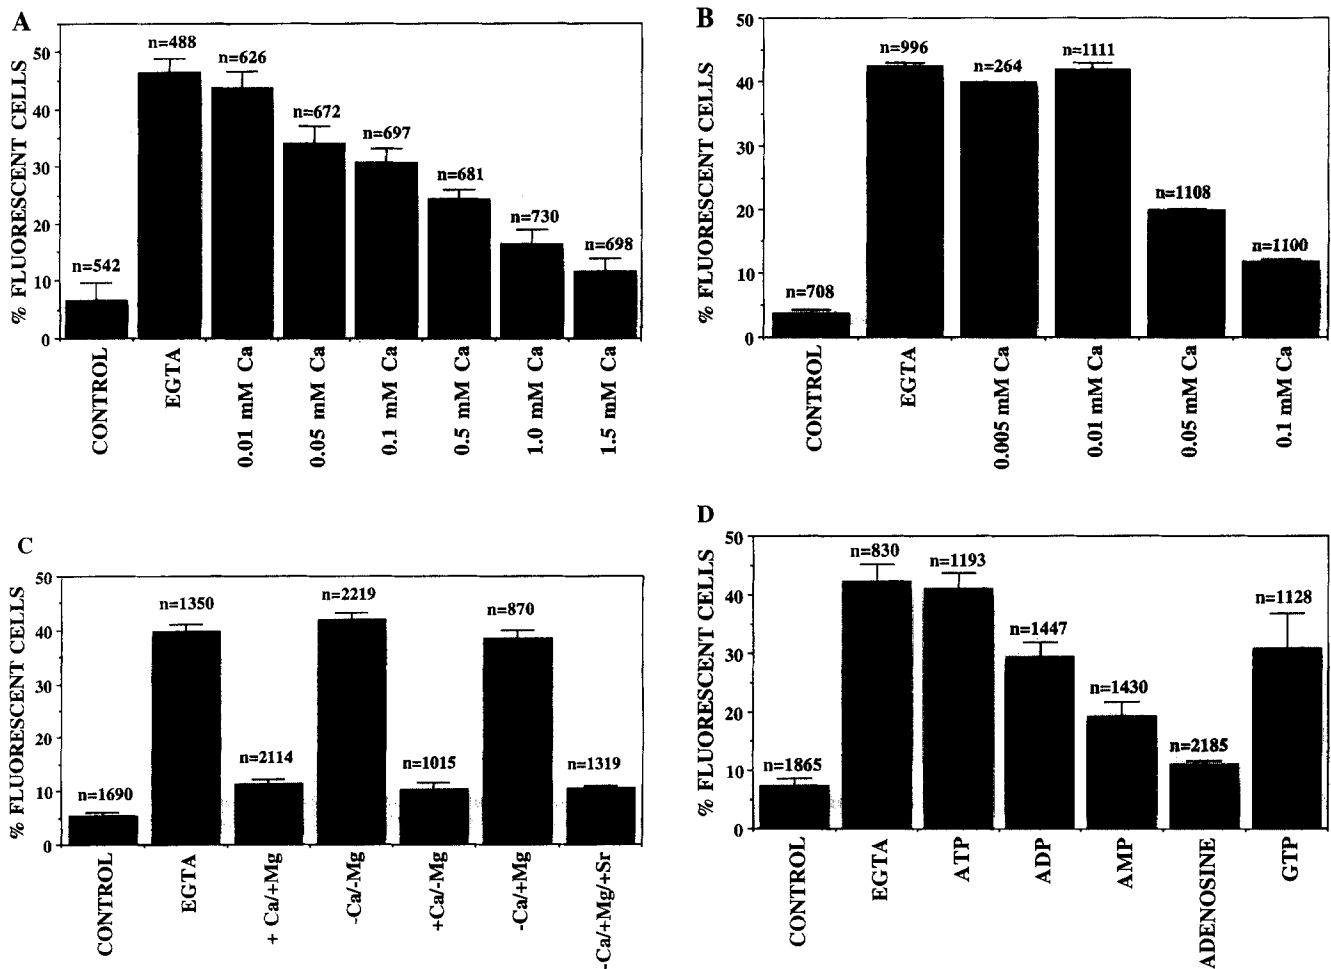 A
% FLUORESCENT CELLS
50
40
30
20
10
0
n=542
n=488
n=626
n=672
n=697
n=681
n=730
n=698
CONTROL
EGTA
0.01 mM Ca
0.05 mM Ca
0.1 mM Ca
0.5 mM Ca
1.0 mM Ca
1.5 mM Ca
B
% FLUORESCENT CELLS
50
40
30
20
10
0
n=708
n=996
n=264
n=1111
n=1108
n=1100
CONTROL
EGTA
0.005 mM Ca
0.01 mM Ca
0.05 mM Ca
0.1 mM Ca
C
% FLUORESCENT CELLS
50
40
30
20
10
0
n=1690
n=1350
n=2114
n=2219
n=1015
n=870
n=1319
CONTROL
EGTA
+ Ca/+Mg
-Ca/-Mg
+Ca/-Mg
-Ca/+Mg
-Ca/+Mg/+Sr
D
% FLUORESCENT CELLS
50
40
30
20
10
0
n=1865
n=830
n=1193
n=1447
n=1430
n=2185
n=1128
CONTROL
EGTA
ATP
ADP
AMP
ADENOSINE
GTP